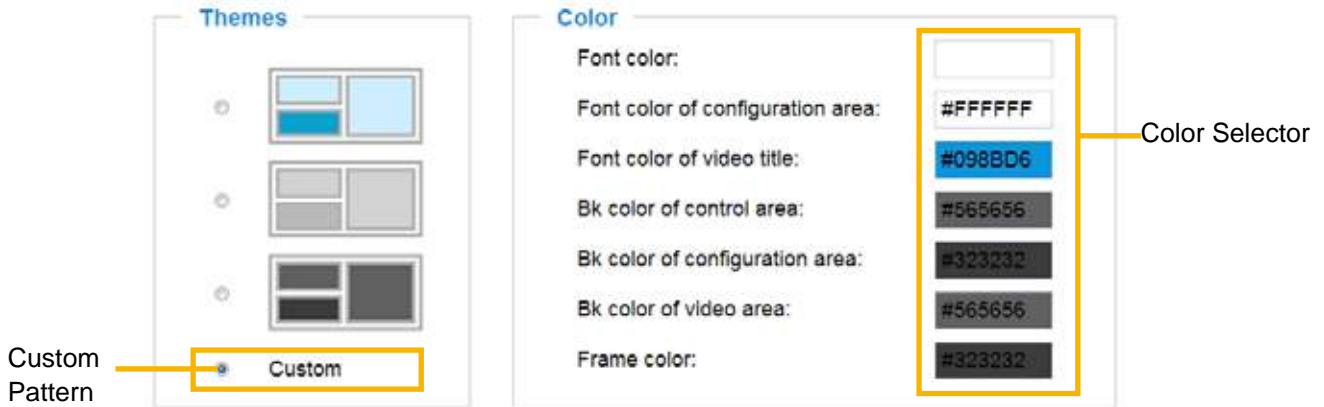 Themes
Custom
Custom
Pattern
Color
Font color:
Font color of configuration area: #FFFFFF
Font color of video title: #098BD6
Bk color of control area: #565656
Bk color of configuration area: #323232
Bk color of video area: #565656
Frame color: #323232
Color Selector